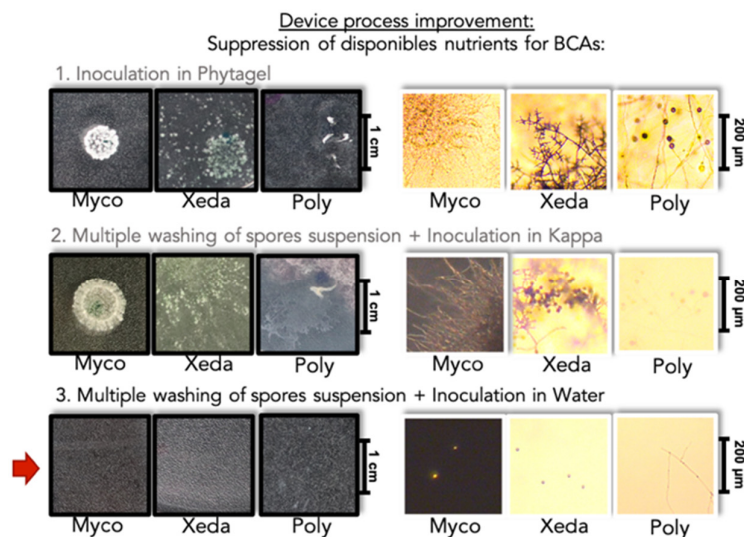 Device process improvement:
Suppression of disponibles nutrients for BCAs:
1. Inoculation in Phytagel
1 cm
200 µm
Myco Xeda Poly Myco Xeda Poly
2. Multiple washing of spores suspension + Inoculation in Kappa
1 cm
200 µm
Myco Xeda Poly Myco Xeda Poly
3. Multiple washing of spores suspension + Inoculation in Water
1 cm
200 µm
Myco Xeda Poly Myco Xeda Poly